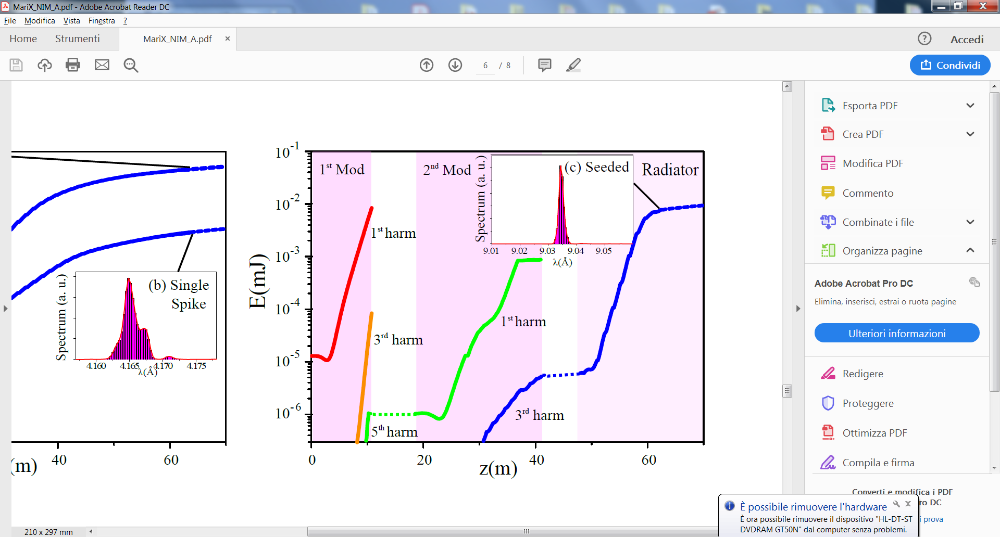 MariX_NIM_A.pdf - Adobe Acrobat Reader DC
File Modifica Vista Finestra ?
Home Strumenti MariX_NIM_A.pdf × ? Accedi
6 / 8 Condividi
10-1
10-2
10-3
10-4
10-5
10-6
E(mJ)
1st Mod
2nd Mod
(c) Seeded
Radiator
Spectrum (a. u.)
9.01 9.02 9.03 9.04 9.05
λ(Å)
1st harm
3rd harm
5th harm
1st harm
3rd harm
0 20 40 60
z(m)
(b) Single
Spike
Spectrum (a. u.)
4.160 4.165 4.170 4.175
λ(Å)
40 60
(m)
210 x 297 mm
Esporta PDF
Crea PDF
Modifica PDF
Commento
Combinate i file
Organizza pagine
Adobe Acrobat Pro DC
Elimina, inserisci, estrai o ruota pagine
Ulteriori informazioni
Redigere
Proteggere
Ottimizza PDF
Compila e firma
Converti e modifica i PDF
ro DC
i prova
È possibile rimuovere l'hardware
È ora possibile rimuovere il dispositivo "HL-DT-ST
DVDRAM GT50N" dal computer senza problemi.